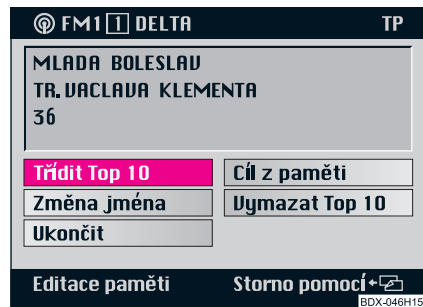 FM1 1 DELTA TP
MLADA BOLESLAV
TR.VACLAVA KLEMENTA
36
Třídit Top 10 Cíl z paměti
Změna jména Vymazat Top 10
Ukončit
Editace paměti Storno pomocí
BDX-046H15